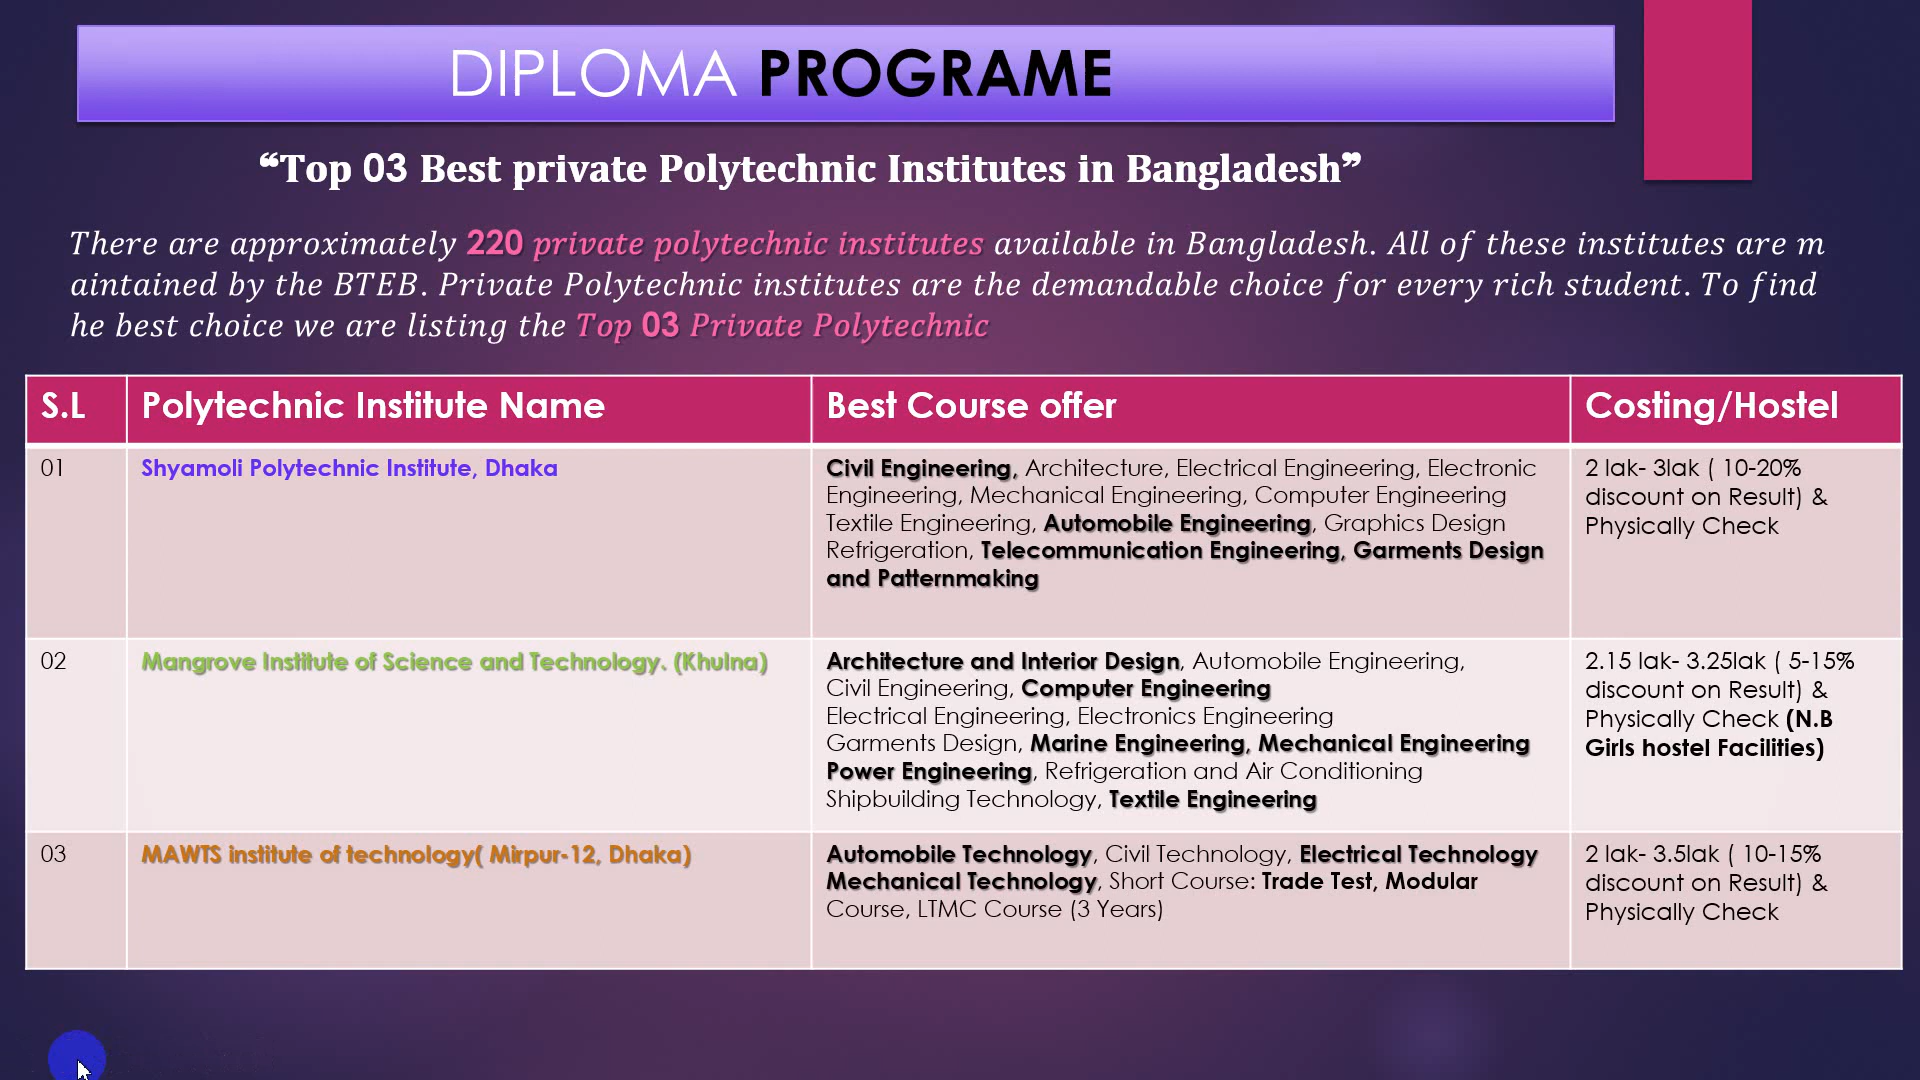 DIPLOMA PROGRAME
“Top 03 Best private Polytechnic Institutes in Bangladesh”
There are approximately 220 private polytechnic institutes available in Bangladesh. All of these institutes are m
aintained by the BTEB. Private Polytechnic institutes are the demandable choice for every rich student. To find
he best choice we are listing the Top 03 Private Polytechnic
S.L Polytechnic Institute Name Best Course offer Costing/Hostel
01 Shyamoli Polytechnic Institute, Dhaka
Civil Engineering, Architecture, Electrical Engineering, Electronic
Engineering, Mechanical Engineering, Computer Engineering
Textile Engineering, Automobile Engineering, Graphics Design
Refrigeration, Telecommunication Engineering, Garments Design
and Patternmaking
2 lak- 3lak ( 10-20%
discount on Result) &
Physically Check
02 Mangrove Institute of Science and Technology. (Khulna)
Architecture and Interior Design, Automobile Engineering,
Civil Engineering, Computer Engineering
Electrical Engineering, Electronics Engineering
Garments Design, Marine Engineering, Mechanical Engineering
Power Engineering, Refrigeration and Air Conditioning
Shipbuilding Technology, Textile Engineering
2.15 lak- 3.25lak ( 5-15%
discount on Result) &
Physically Check (N.B
Girls hostel Facilities)
03 MAWTS institute of technology( Mirpur-12, Dhaka)
Automobile Technology, Civil Technology, Electrical Technology
Mechanical Technology, Short Course: Trade Test, Modular
Course, LTMC Course (3 Years)
2 lak- 3.5lak ( 10-15%
discount on Result) &
Physically Check